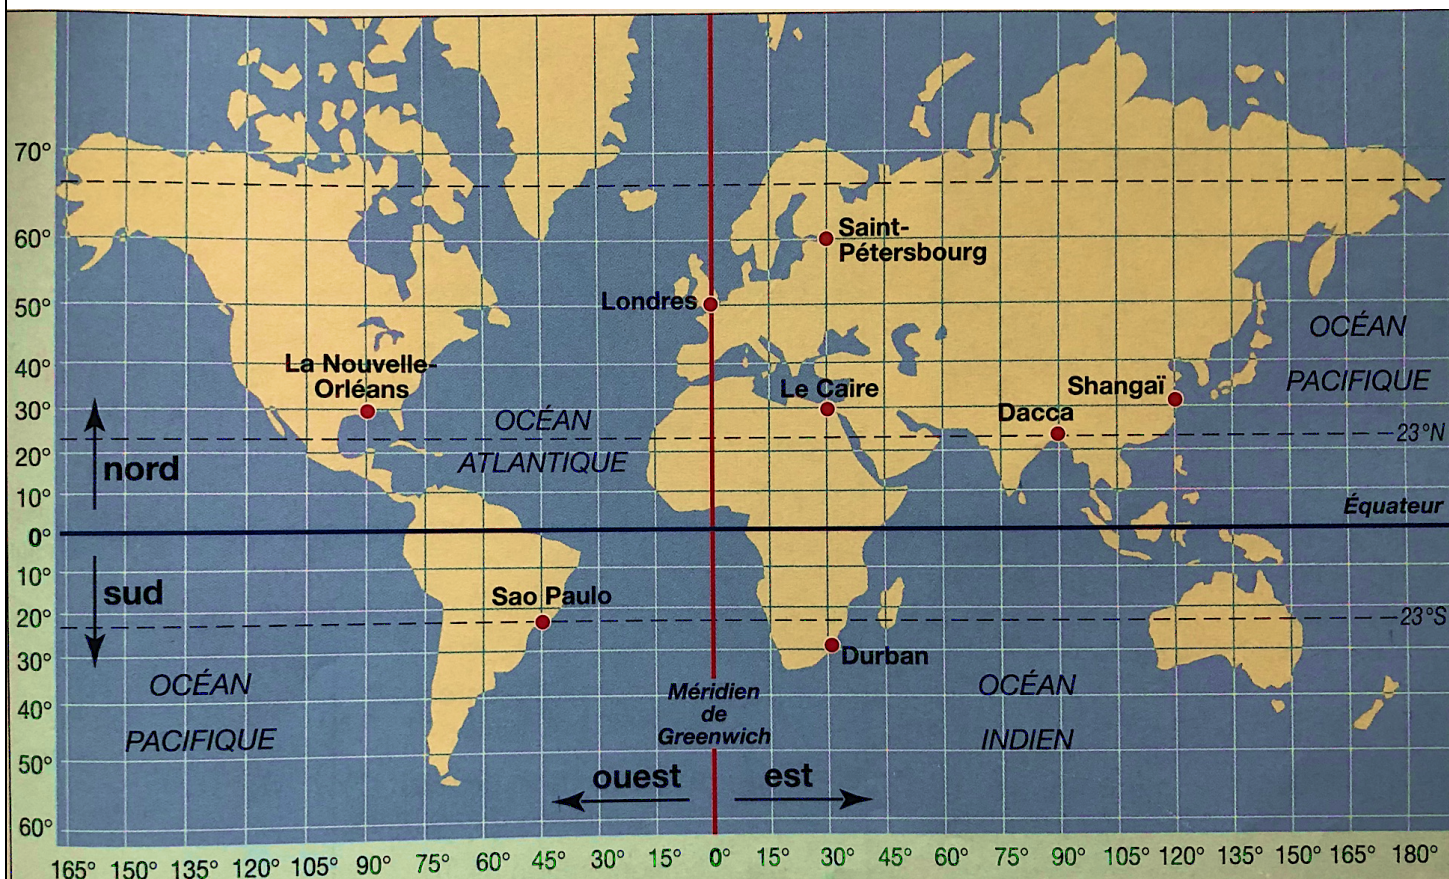 70°
60°
Saint-
Pétersbourg
50°
Londres
OCÉAN
PACIFIQUE
40°
La Nouvelle-
Orléans
Le Caire
Shangaï
Dacca
30°
OCÉAN
ATLANTIQUE
23°N
nord
20°
10°
Équateur
0°
10°
sud
Sao Paulo
20°
23°S
Durban
30°
OCÉAN
PACIFIQUE
Méridien
de
Greenwich
OCÉAN
INDIEN
40°
50°
ouest
est
60°
165° 150° 135° 120° 105° 90° 75° 60° 45° 30° 15° 0 15° 30° 45° 60° 75° 90° 105° 120° 135° 150° 165° 180°